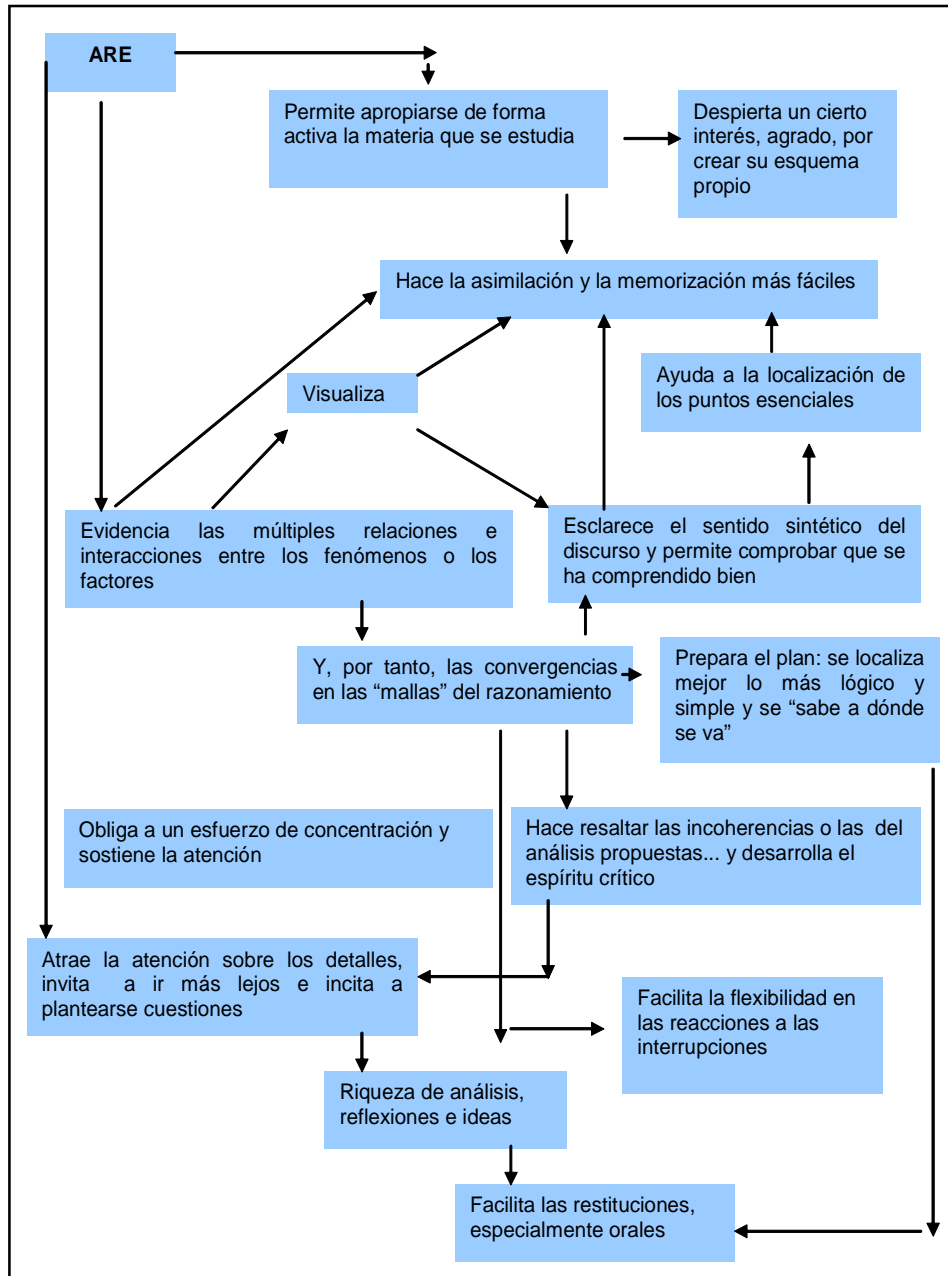 ARE
Permite apropiarse de forma
activa la materia que se estudia
Despierta un cierto
interés, agrado, por
crear su esquema
propio
Hace la asimilación y la memorización más fáciles
Visualiza
Ayuda a la localización de
los puntos esenciales
Evidencia las múltiples relaciones e
interacciones entre los fenómenos o los
factores
Esclarece el sentido sintético del
discurso y permite comprobar que se
ha comprendido bien
Y, por tanto, las convergencias
en las “mallas” del razonamiento
Prepara el plan: se localiza
mejor lo más lógico y
simple y se “sabe a dónde
se va”
Obliga a un esfuerzo de concentración y
sostiene la atención
Hace resaltar las incoherencias o las del
análisis propuestas... y desarrolla el
espíritu crítico
Atrae la atención sobre los detalles,
invita a ir más lejos e incita a
plantearse cuestiones
Facilita la flexibilidad en
las reacciones a las
interrupciones
Riqueza de análisis,
reflexiones e ideas
Facilita las restituciones,
especialmente orales